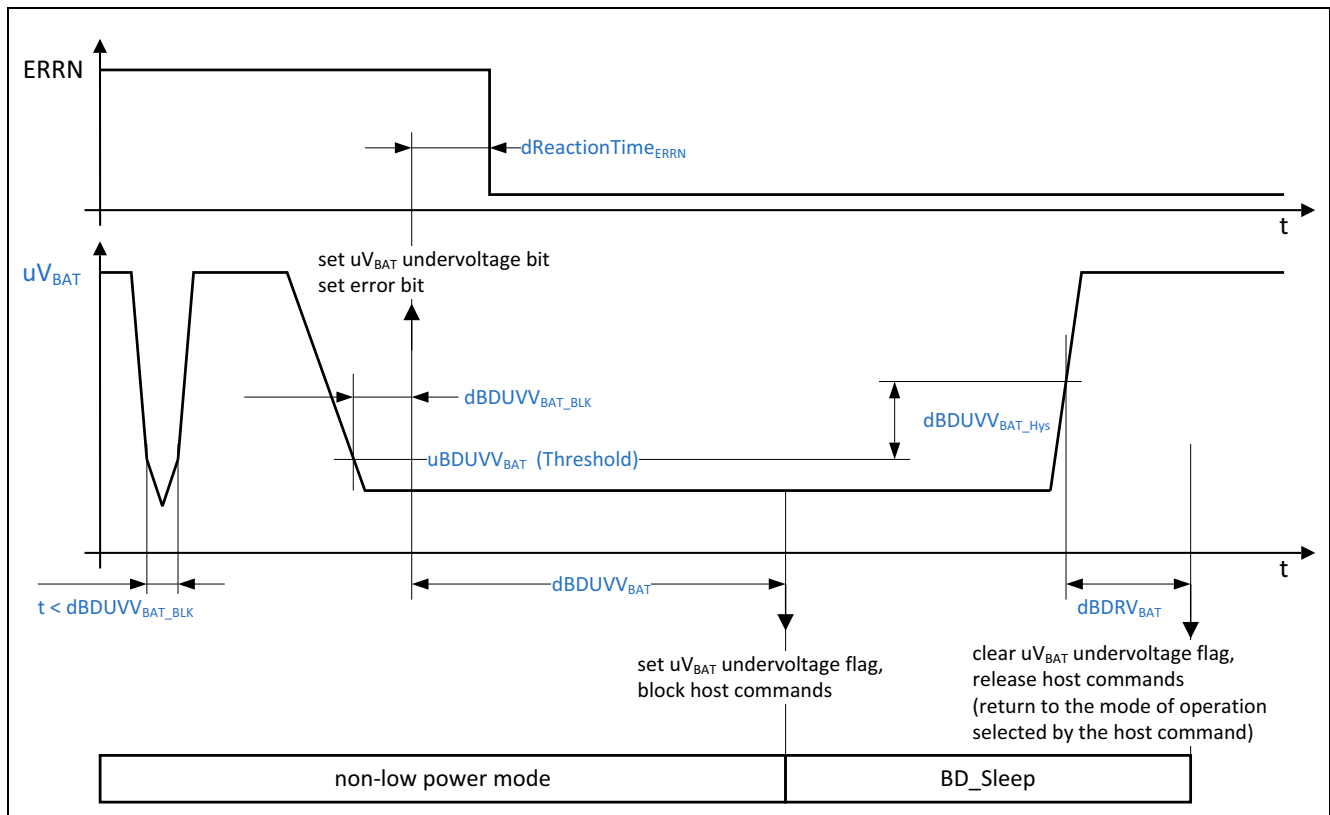 ERRN
dReactionTimeERRN
t
uVBAT
set uVBAT undervoltage bit
set error bit
dBDUVVBAT_BLK
dBDUVVBAT_Hys
uBDUVVBAT (Threshold)
t
t < dBDUVVBAT_BLK
dBDUVVBAT
dBDRVBAT
set uVBAT undervoltage flag,
block host commands
clear uVBAT undervoltage flag,
release host commands
(return to the mode of operation
selected by the host command)
non-low power mode
BD_Sleep